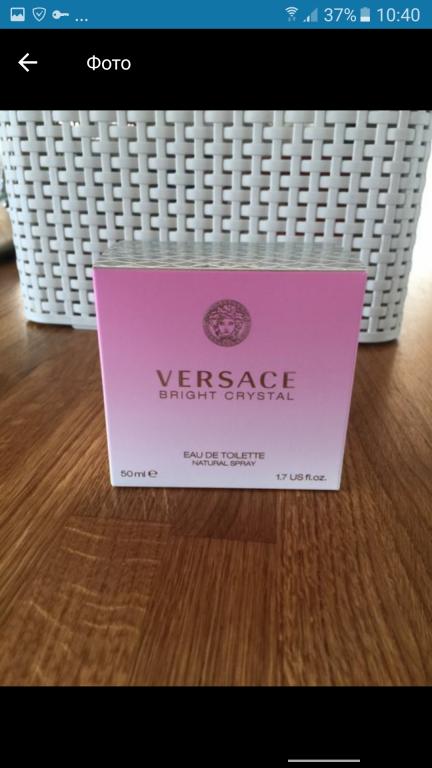 ... 37% 10:40
Фото
VERSACE
BRIGHT CRYSTAL
EAU DE TOILETTE
NATURAL SPRAY
50 ml ℮ 1.7 US fl.oz.